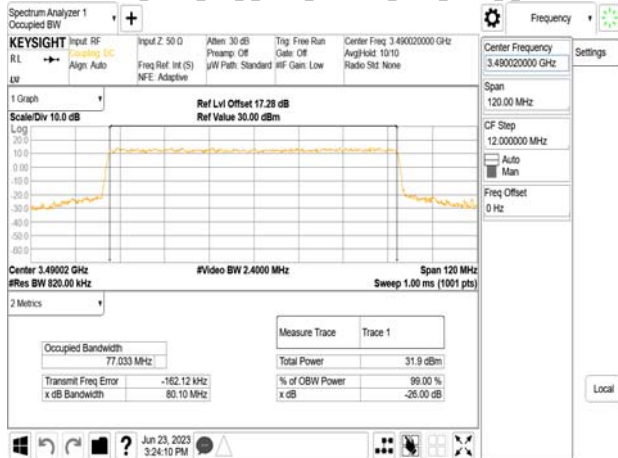 Spectrum Analyzer 1
Occupied BW
+
Frequency
KEYSIGHT
RL
LVI
Input: RF
Coupling: DC
Align: Auto
Input Z: 50 Ω
Freq Ref: Int (S)
NFE: Adaptive
Atten: 30 dB
Preamp: Off
µW Path: Standard
Trig: Free Run
Gate: Off
#IF Gain: Low
Center Freq: 3.490020000 GHz
Avg|Hold: 10/10
Radio Std: None
Center Frequency
3.490020000 GHz
Settings
Span
120.00 MHz
CF Step
12.000000 MHz
Auto
Man
Freq Offset
0 Hz
Local
1 Graph
Scale/Div 10.0 dB
Ref Lvl Offset 17.28 dB
Ref Value 30.00 dBm
Log
20.0
10.0
0.00
-10.0
-20.0
-30.0
-40.0
-50.0
-60.0
Center 3.49002 GHz
#Res BW 820.00 kHz
#Video BW 2.4000 MHz
Span 120 MHz
Sweep 1.00 ms (1001 pts)
2 Metrics
Measure Trace Trace 1
Occupied Bandwidth
77.033 MHz
Total Power 31.9 dBm
Transmit Freq Error -162.12 kHz
% of OBW Power 99.00 %
x dB Bandwidth 80.10 MHz
x dB -26.00 dB
?
Jun 23, 2023
3:24:10 PM